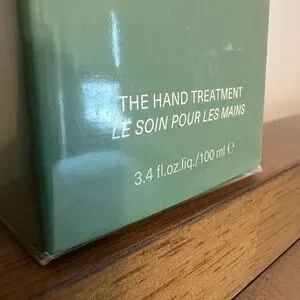 THE HAND TREATMENT
LE SOIN POUR LES MAINS
3.4 fl.oz.liq./100 ml ℮